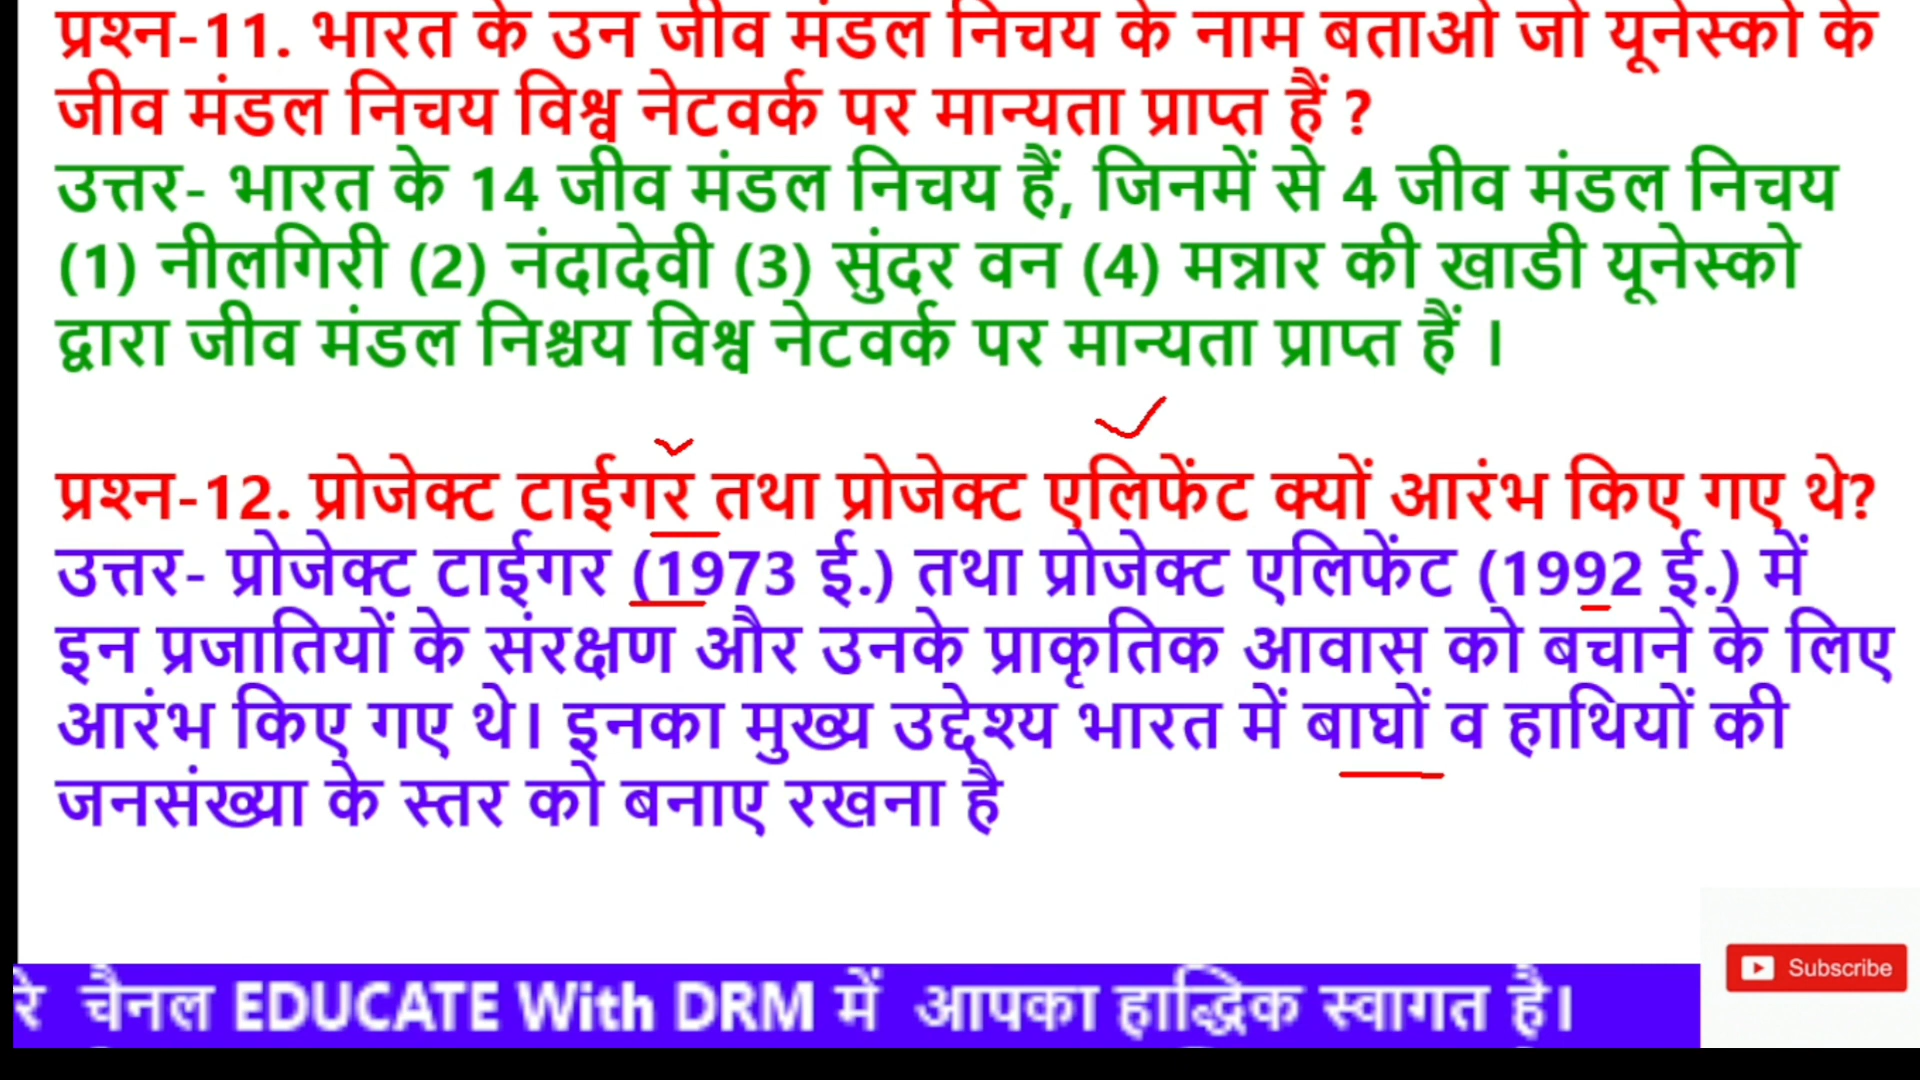 प्रश्न-11. भारत के उन जीव मंडल निचय के नाम बताओ जो यूनेस्को के
जीव मंडल निचय विश्व नेटवर्क पर मान्यता प्राप्त हैं ?
उत्तर- भारत के 14 जीव मंडल निचय हैं, जिनमें से 4 जीव मंडल निचय
(1) नीलगिरी (2) नंदादेवी (3) सुंदर वन (4) मन्नार की खाडी यूनेस्को
द्वारा जीव मंडल निश्चय विश्व नेटवर्क पर मान्यता प्राप्त हैं ।
प्रश्न-12. प्रोजेक्ट टाईगर तथा प्रोजेक्ट एलिफेंट क्यों आरंभ किए गए थे?
उत्तर- प्रोजेक्ट टाईगर (1973 ई.) तथा प्रोजेक्ट एलिफेंट (1992 ई.) में
इन प्रजातियों के संरक्षण और उनके प्राकृतिक आवास को बचाने के लिए
आरंभ किए गए थे। इनका मुख्य उद्देश्य भारत में बाघों व हाथियों की
जनसंख्या के स्तर को बनाए रखना है
रे चैनल EDUCATE With DRM में आपका हार्द्धिक स्वागत है।
Subscribe